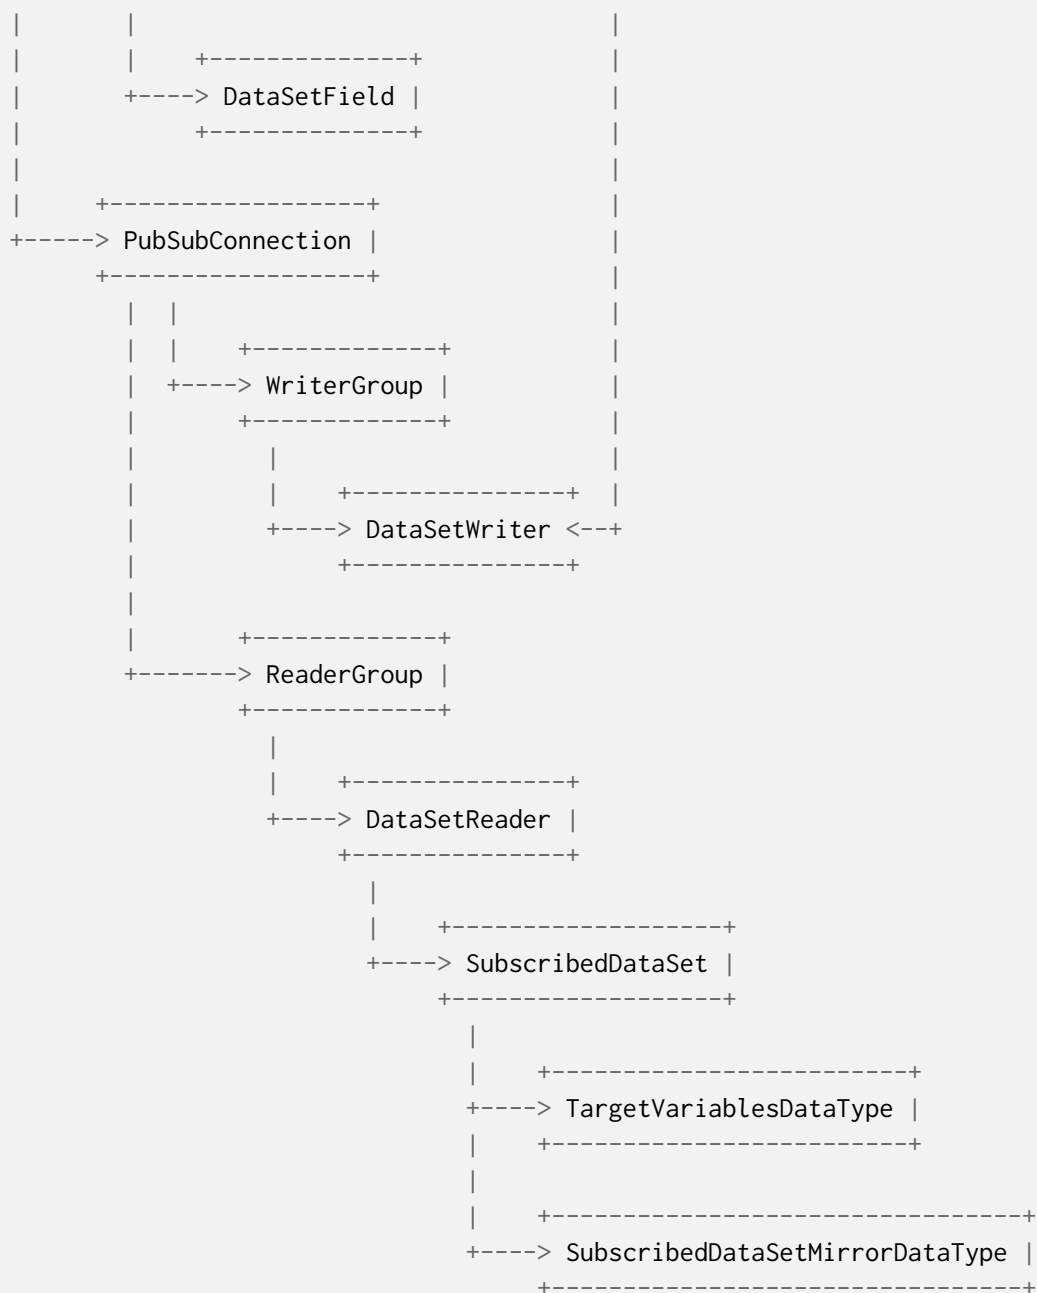 |        |                                  |
|        |    +--------------+              |
|        +----> DataSetField |              |
|             +--------------+              |
|                                           |
|     +------------------+                  |
+-----> PubSubConnection |                  |
      +------------------+                  |
        |  |                                |
        |  |    +-------------+             |
        |  +----> WriterGroup |             |
        |       +-------------+             |
        |         |                         |
        |         |    +---------------+    |
        |         +----> DataSetWriter <----+
        |              +---------------+
        |
        |       +-------------+
        +-------> ReaderGroup |
                +-------------+
                  |
                  |    +---------------+
                  +----> DataSetReader |
                       +---------------+
                         |
                         |    +-------------------+
                         +----> SubscribedDataSet |
                              +-------------------+
                                |
                                |    +-------------------------+
                                +----> TargetVariablesDataType |
                                |    +-------------------------+
                                |
                                |    +---------------------------------+
                                +----> SubscribedDataSetMirrorDataType |
                                     +---------------------------------+